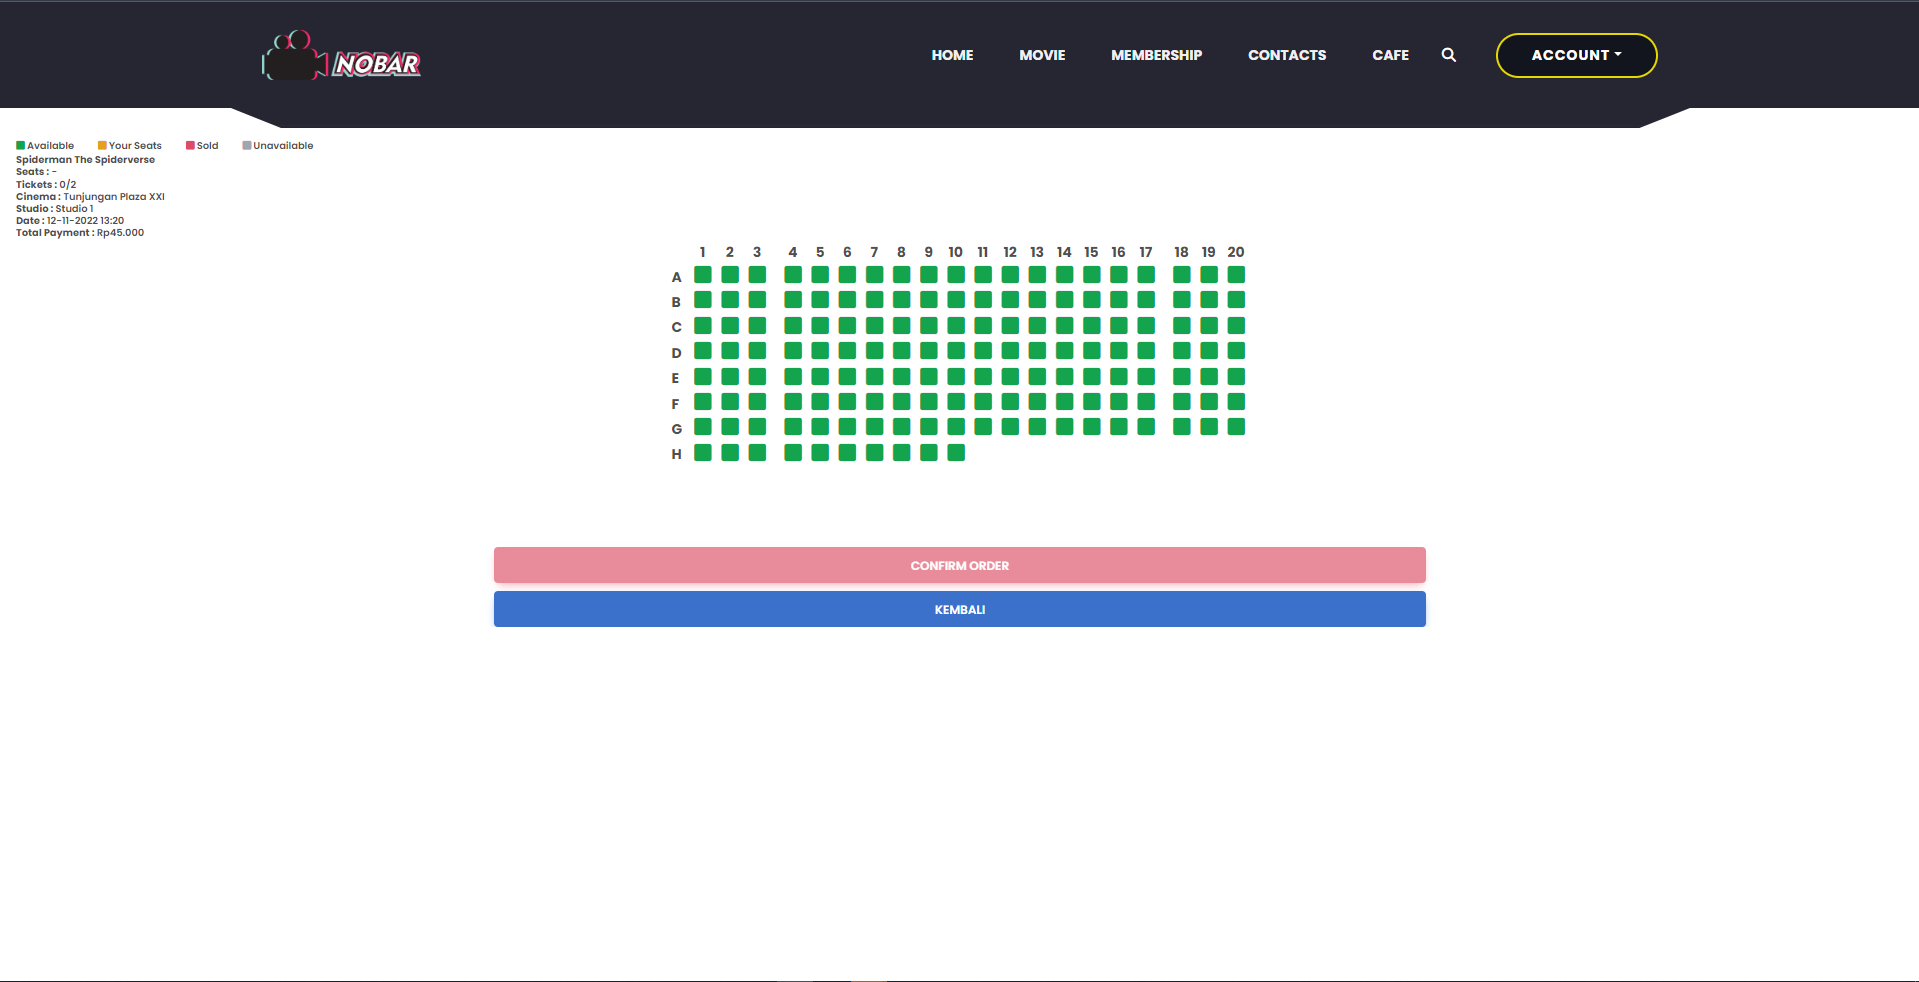 NOBAR
HOME MOVIE MEMBERSHIP CONTACTS CAFE ACCOUNT
Available Your Seats Sold Unavailable
Spiderman The Spiderverse
Seats : -
Tickets : 0/2
Cinema : Tunjungan Plaza XXI
Studio : Studio 1
Date : 12-11-2022 13:20
Total Payment : Rp45.000
1 2 3 4 5 6 7 8 9 10 11 12 13 14 15 16 17 18 19 20
A
B
C
D
E
F
G
H
CONFIRM ORDER
KEMBALI